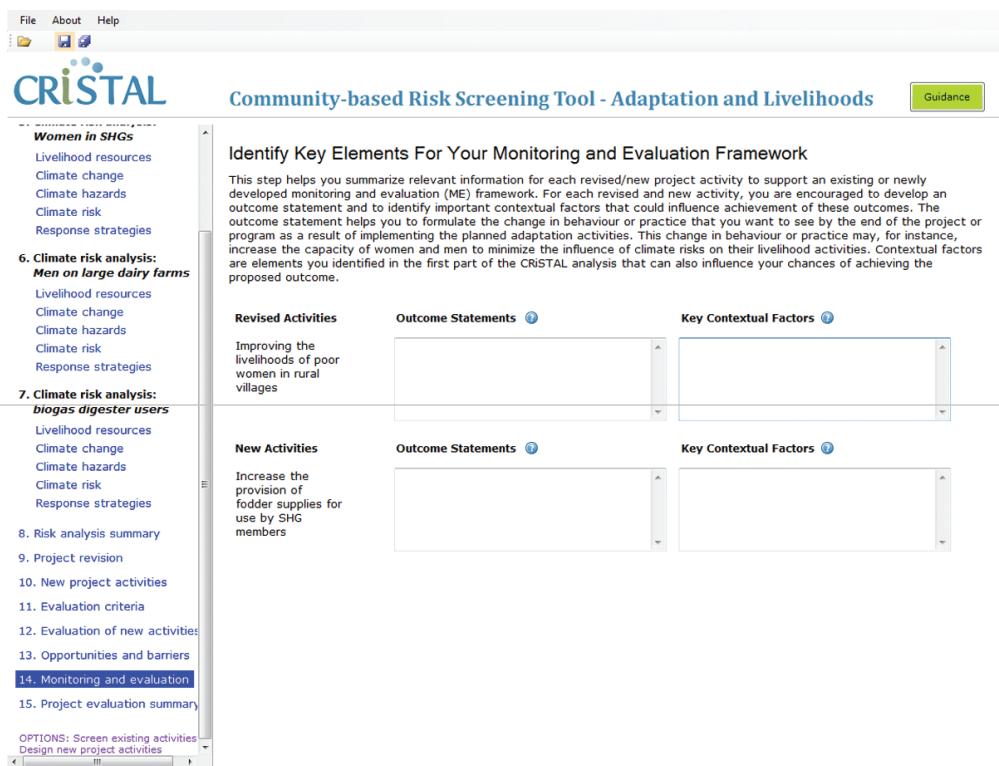 File About Help
CRiSTAL
Community-based Risk Screening Tool - Adaptation and Livelihoods
Guidance
Women in SHGs
Livelihood resources
Climate change
Climate hazards
Climate risk
Response strategies
6. Climate risk analysis:
Men on large dairy farms
Livelihood resources
Climate change
Climate hazards
Climate risk
Response strategies
7. Climate risk analysis:
biogas digester users
Livelihood resources
Climate change
Climate hazards
Climate risk
Response strategies
8. Risk analysis summary
9. Project revision
10. New project activities
11. Evaluation criteria
12. Evaluation of new activities
13. Opportunities and barriers
14. Monitoring and evaluation
15. Project evaluation summary
OPTIONS: Screen existing activities
Design new project activities
Identify Key Elements For Your Monitoring and Evaluation Framework
This step helps you summarize relevant information for each revised/new project activity to support an existing or newly
developed monitoring and evaluation (ME) framework. For each revised and new activity, you are encouraged to develop an
outcome statement and to identify important contextual factors that could influence achievement of these outcomes. The
outcome statement helps you to formulate the change in behaviour or practice that you want to see by the end of the project or
program as a result of implementing the planned adaptation activities. This change in behaviour or practice may, for instance,
increase the capacity of women and men to minimize the influence of climate risks on their livelihood activities. Contextual factors
are elements you identified in the first part of the CRiSTAL analysis that can also influence your chances of achieving the
proposed outcome.
Revised Activities Outcome Statements ? Key Contextual Factors ?
Improving the
livelihoods of poor
women in rural
villages
New Activities Outcome Statements ? Key Contextual Factors ?
Increase the
provision of
fodder supplies for
use by SHG
members